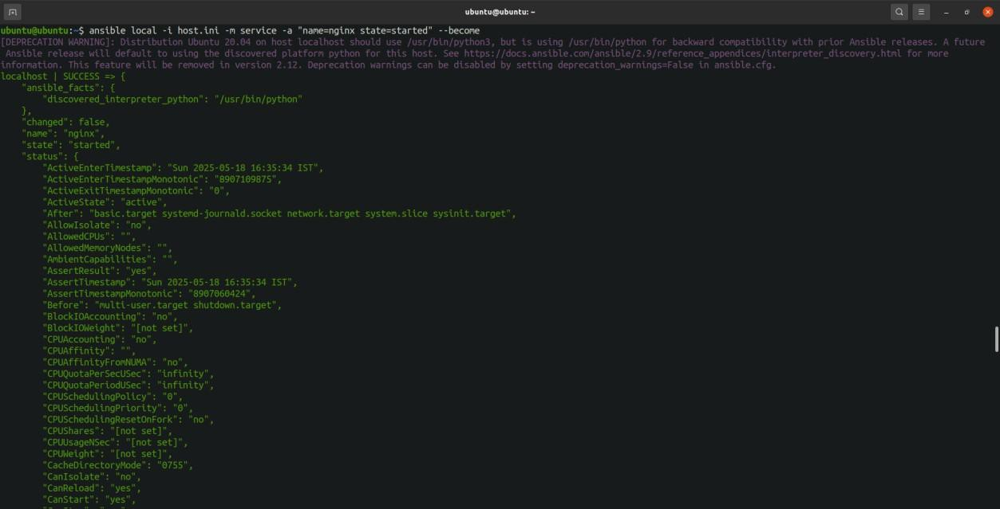 ubuntu@ubuntu: ~
ubuntu@ubuntu:~$ ansible local -i host.ini -m service -a "name=nginx state=started" --become
[DEPRECATION WARNING]: Distribution Ubuntu 20.04 on host localhost should use /usr/bin/python3, but is using /usr/bin/python for backward compatibility with prior Ansible releases. A future
Ansible release will default to using the discovered platform python for this host. See https://docs.ansible.com/ansible/2.9/reference_appendices/interpreter_discovery.html for more
information. This feature will be removed in version 2.12. Deprecation warnings can be disabled by setting deprecation_warnings=False in ansible.cfg.
localhost | SUCCESS => {
    "ansible_facts": {
        "discovered_interpreter_python": "/usr/bin/python"
    },
    "changed": false,
    "name": "nginx",
    "state": "started",
    "status": {
        "ActiveEnterTimestamp": "Sun 2025-05-18 16:35:34 IST",
        "ActiveEnterTimestampMonotonic": "8907109875",
        "ActiveExitTimestampMonotonic": "0",
        "ActiveState": "active",
        "After": "basic.target systemd-journald.socket network.target system.slice sysinit.target",
        "AllowIsolate": "no",
        "AllowedCPUs": "",
        "AllowedMemoryNodes": "",
        "AmbientCapabilities": "",
        "AssertResult": "yes",
        "AssertTimestamp": "Sun 2025-05-18 16:35:34 IST",
        "AssertTimestampMonotonic": "8907060424",
        "Before": "multi-user.target shutdown.target",
        "BlockIOAccounting": "no",
        "BlockIOWeight": "[not set]",
        "CPUAccounting": "no",
        "CPUAffinity": "",
        "CPUAffinityFromNUMA": "no",
        "CPUQuotaPerSecUSec": "infinity",
        "CPUQuotaPeriodUSec": "infinity",
        "CPUSchedulingPolicy": "0",
        "CPUSchedulingPriority": "0",
        "CPUSchedulingResetOnFork": "no",
        "CPUShares": "[not set]",
        "CPUUsageNSec": "[not set]",
        "CPUWeight": "[not set]",
        "CacheDirectoryMode": "0755",
        "CanIsolate": "no",
        "CanReload": "yes",
        "CanStart": "yes",